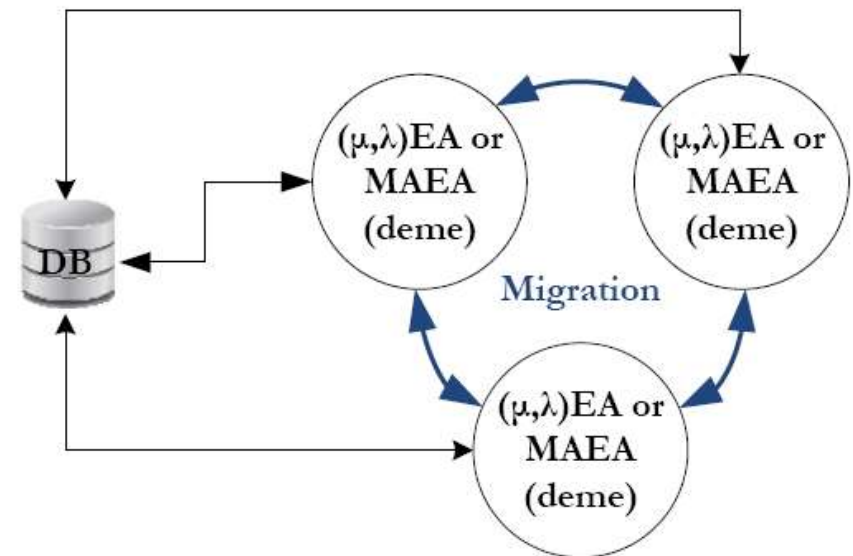 (μ,λ)EA or
MAEA
(deme)
(μ,λ)EA or
MAEA
(deme)
DB
Migration
(μ,λ)EA or
MAEA
(deme)